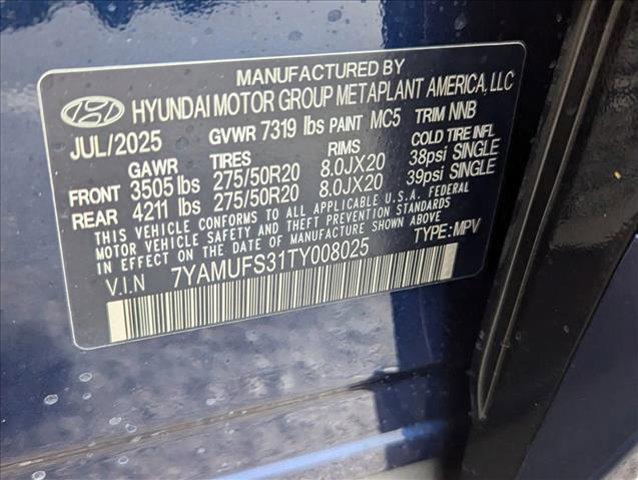 MANUFACTURED BY
HYUNDAI MOTOR GROUP METAPLANT AMERICA, LLC
JUL/2025 GVWR 7319 lbs PAINT MC5 TRIM NNB
GAWR TIRES RIMS COLD TIRE INFL
FRONT 3505 lbs 275/50R20 8.0JX20 38psi SINGLE
REAR 4211 lbs 275/50R20 8.0JX20 39psi SINGLE
THIS VEHICLE CONFORMS TO ALL APPLICABLE U.S.A. FEDERAL
MOTOR VEHICLE SAFETY AND THEFT PREVENTION STANDARDS
IN EFFECT ON THE DATE OF MANUFACTURE SHOWN ABOVE
V.I.N 7YAMUFS31TY008025 TYPE: MPV